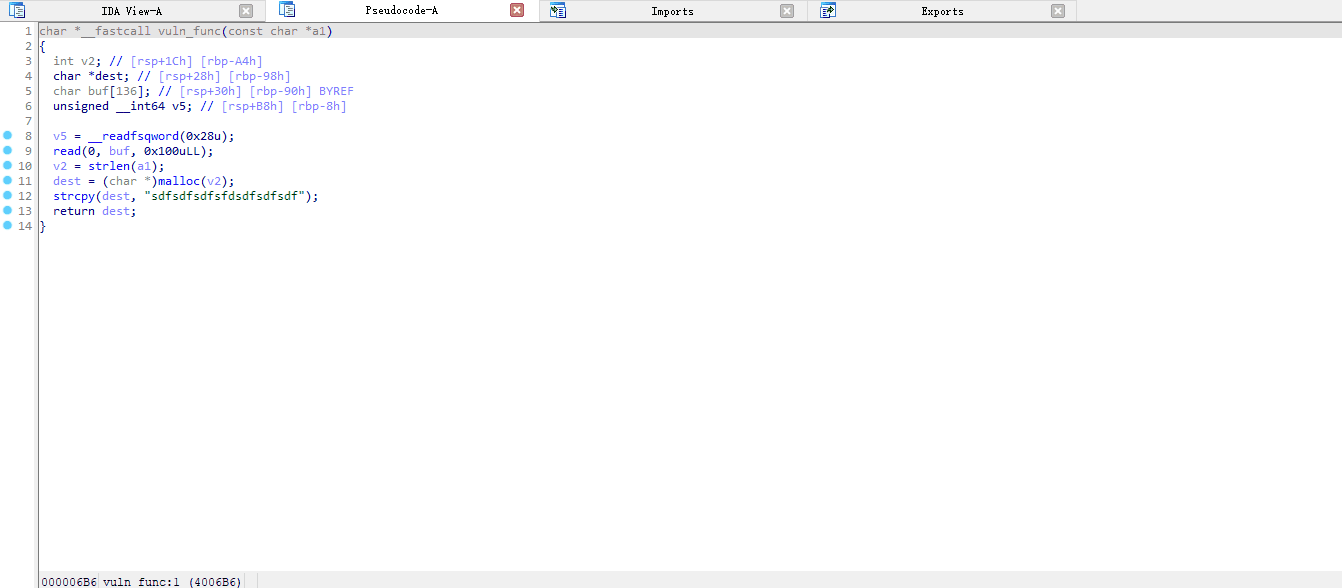 IDA View-A Pseudocode-A Imports Exports
1 char *__fastcall vuln_func(const char *a1)
2 {
3 int v2; // [rsp+1Ch] [rbp-A4h]
4 char *dest; // [rsp+28h] [rbp-98h]
5 char buf[136]; // [rsp+30h] [rbp-90h] BYREF
6 unsigned __int64 v5; // [rsp+B8h] [rbp-8h]
7
8 v5 = __readfsqword(0x28u);
9 read(0, buf, 0x100uLL);
10 v2 = strlen(a1);
11 dest = (char *)malloc(v2);
12 strcpy(dest, "sdfsdfsdfsfdsdfsdfsdf");
13 return dest;
14 }
000006B6 vuln_func:1 (4006B6)